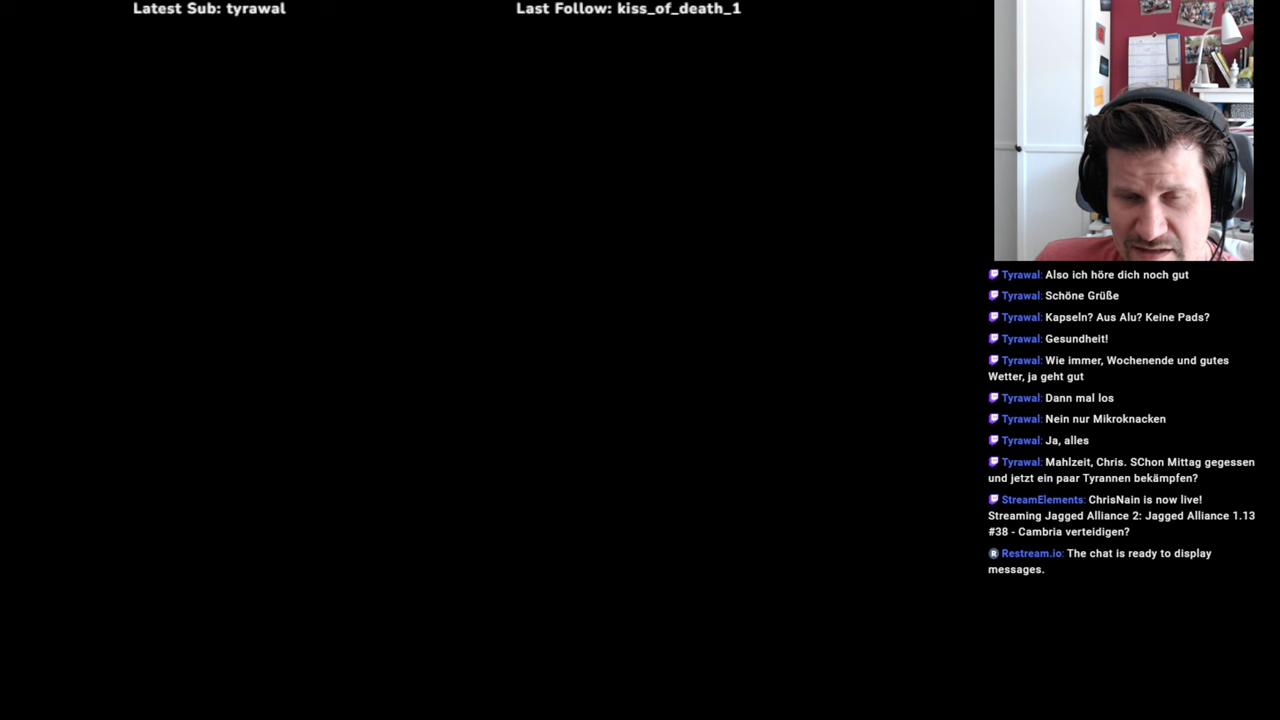 Latest Sub: tyrawal
Last Follow: kiss_of_death_1
Tyrawal: Also ich höre dich noch gut
Tyrawal: Schöne Grüße
Tyrawal: Kapseln? Aus Alu? Keine Pads?
Tyrawal: Gesundheit!
Tyrawal: Wie immer, Wochenende und gutes
Wetter, ja geht gut
Tyrawal: Dann mal los
Tyrawal: Nein nur Mikroknacken
Tyrawal: Ja, alles
Tyrawal: Mahlzeit, Chris. SChon Mittag gegessen
und jetzt ein paar Tyrannen bekämpfen?
StreamElements: ChrisNain is now live!
Streaming Jagged Alliance 2: Jagged Alliance 1.13
#38 - Cambria verteidigen?
R Restream.io: The chat is ready to display
messages.